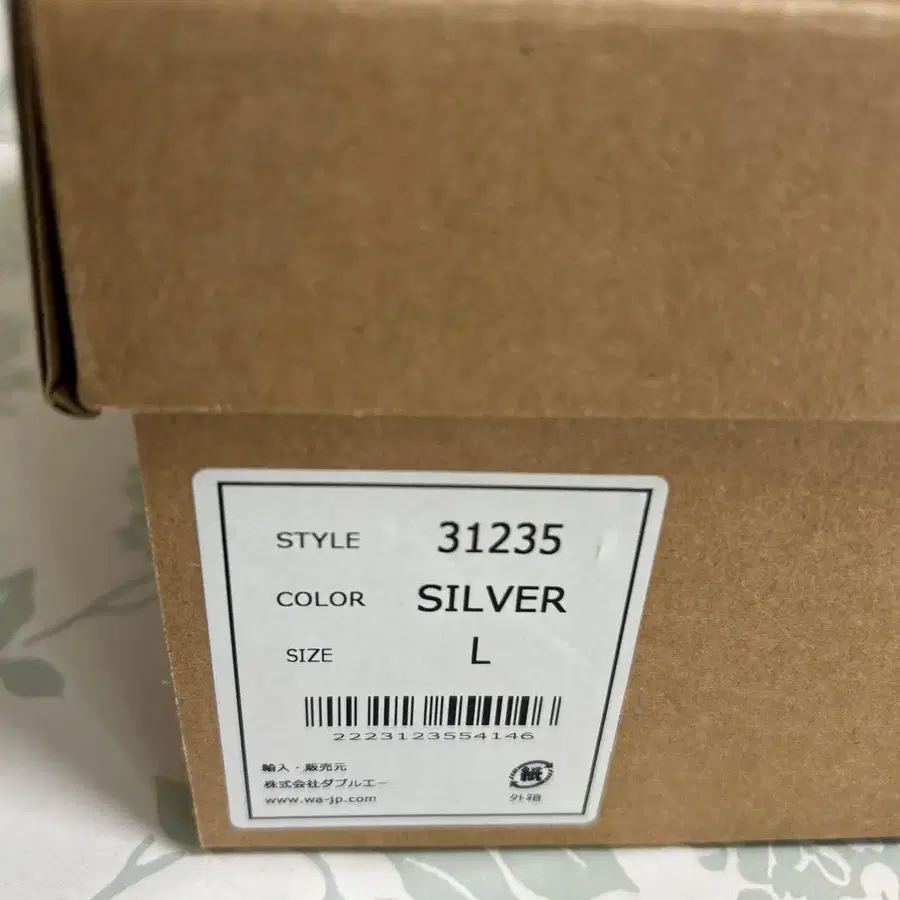 STYLE 31235
COLOR SILVER
SIZE L
2223123554146
輸入・販売元
株式会社ダブルエー
www.wa-jp.com
紙
外箱